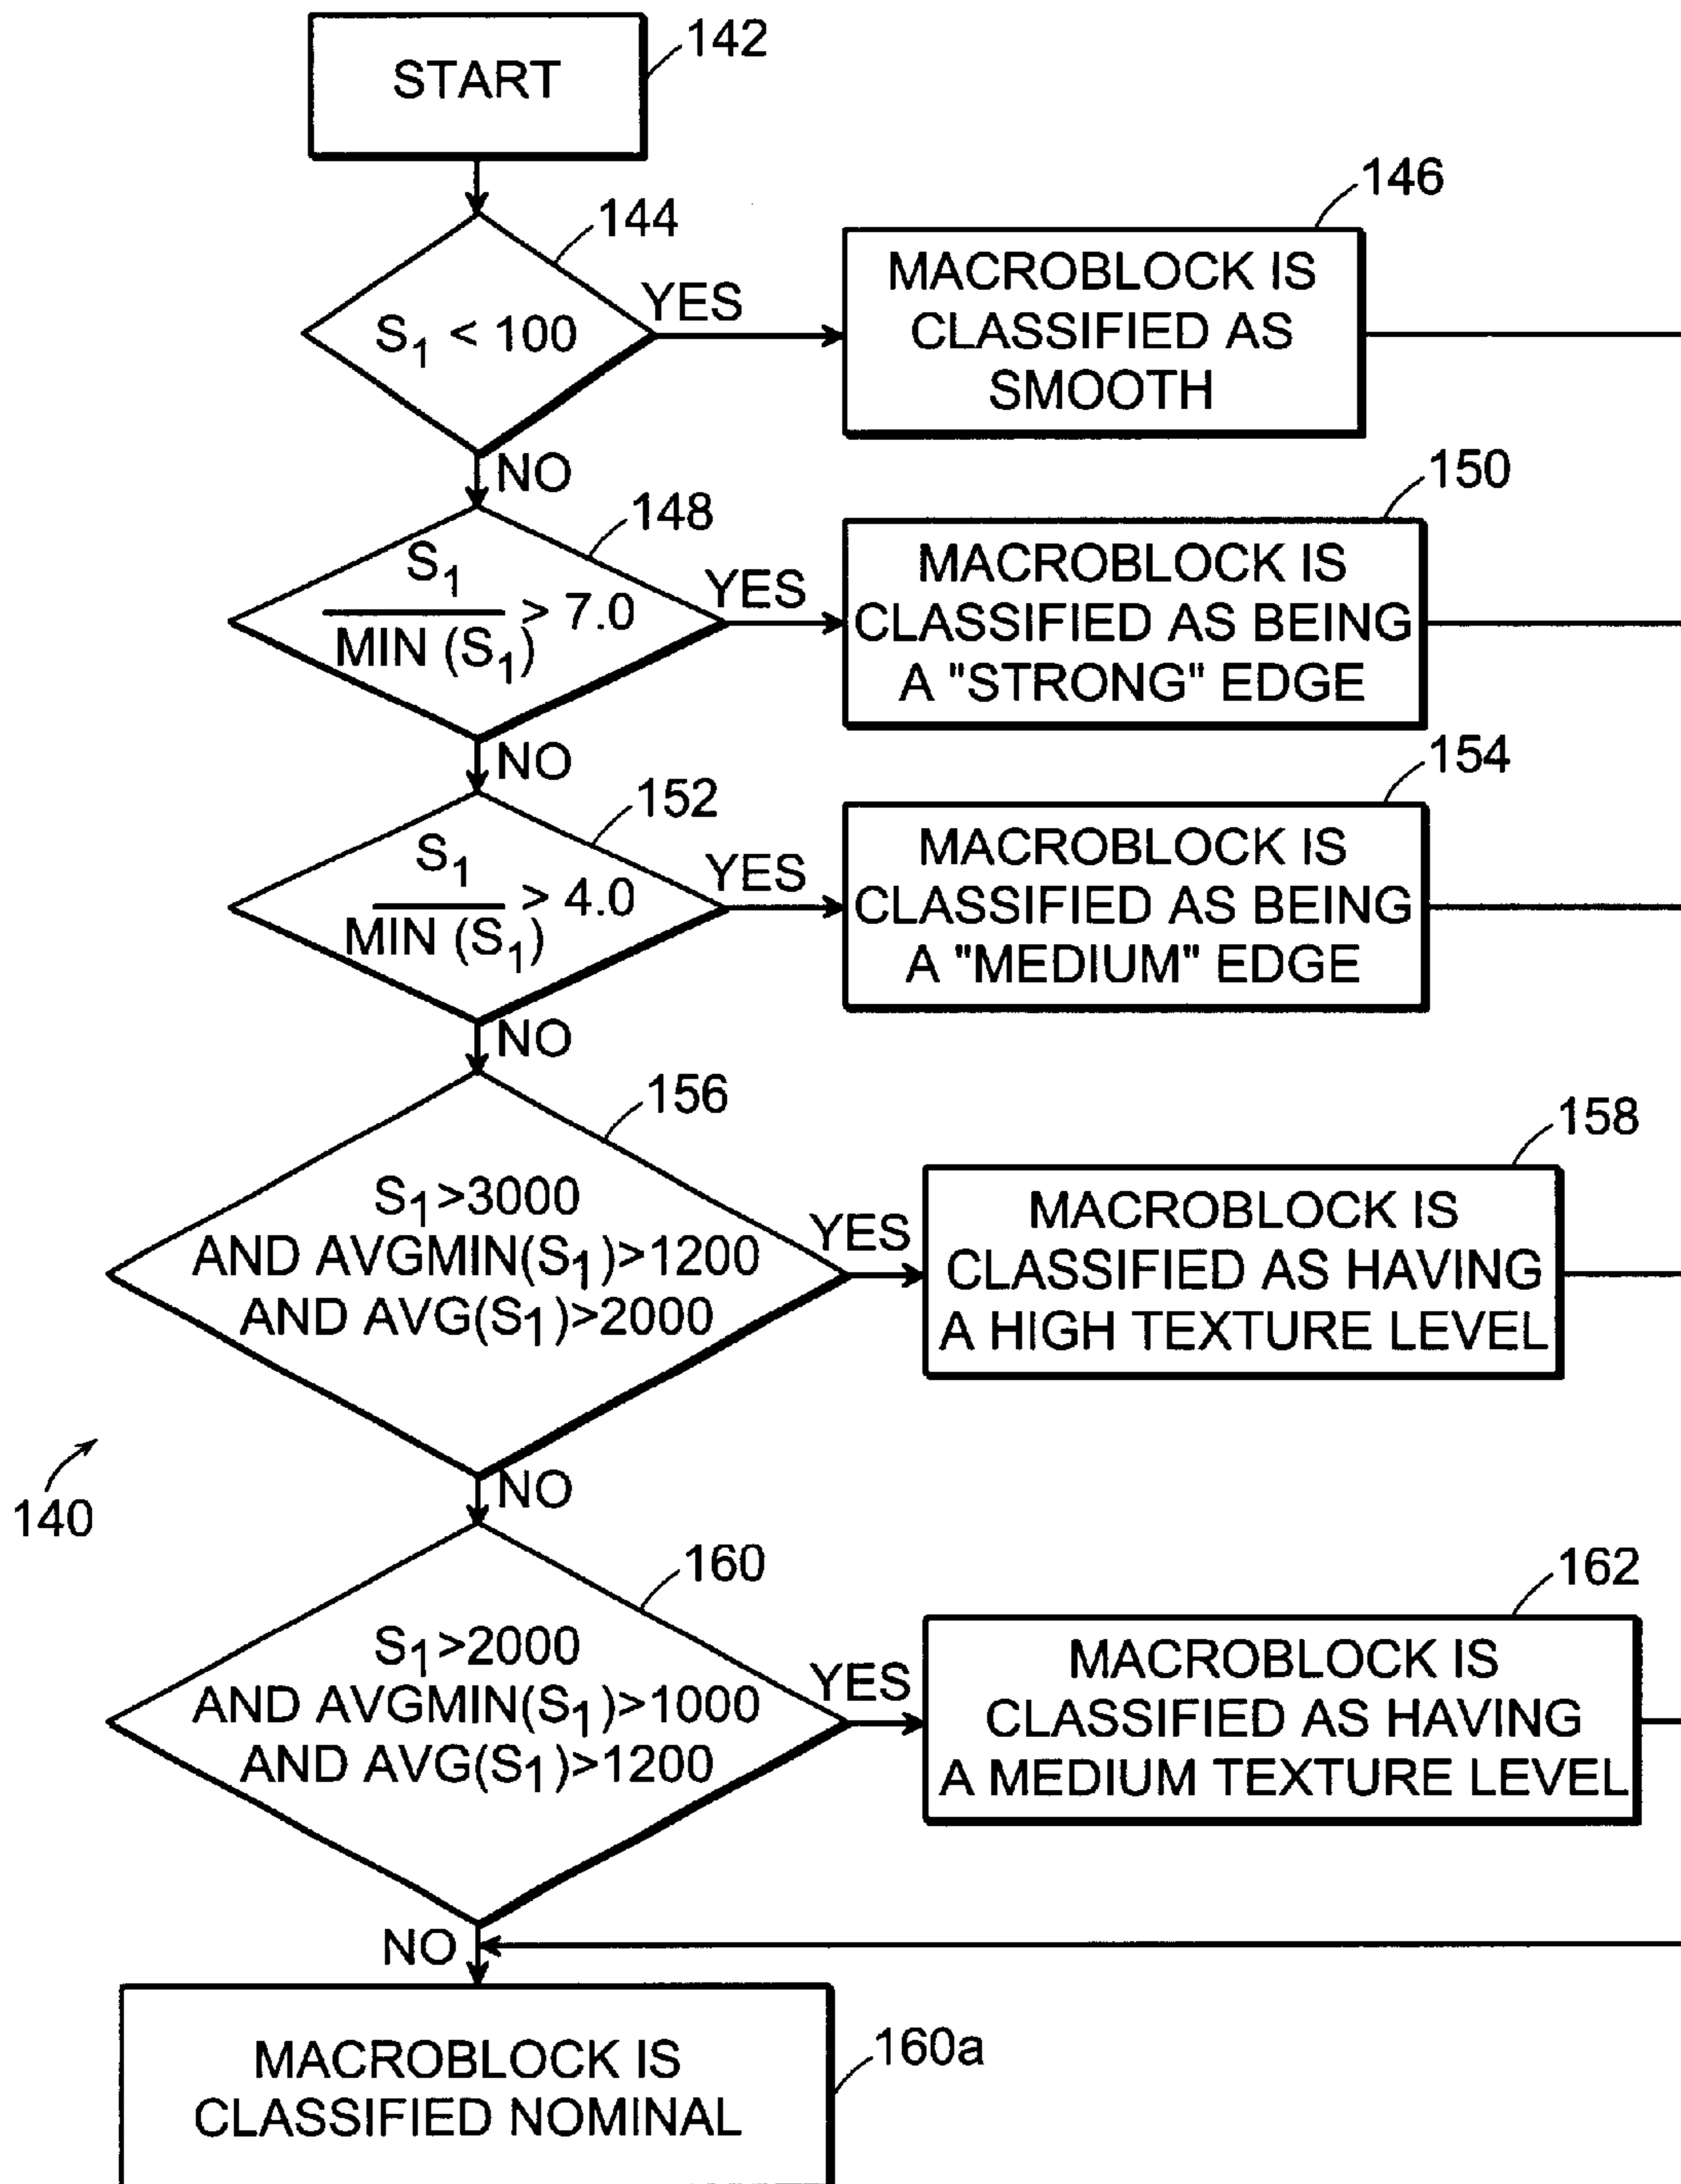 START
142
144
S1 < 100
YES
146
MACROBLOCK IS
CLASSIFIED AS
SMOOTH
NO
148
S1
MIN (S1)
> 7.0
YES
150
MACROBLOCK IS
CLASSIFIED AS BEING
A "STRONG" EDGE
NO
152
S1
MIN (S1)
> 4.0
YES
154
MACROBLOCK IS
CLASSIFIED AS BEING
A "MEDIUM" EDGE
NO
156
S1>3000
AND AVGMIN(S1)>1200
AND AVG(S1)>2000
YES
158
MACROBLOCK IS
CLASSIFIED AS HAVING
A HIGH TEXTURE LEVEL
140
NO
160
S1>2000
AND AVGMIN(S1)>1000
AND AVG(S1)>1200
YES
162
MACROBLOCK IS
CLASSIFIED AS HAVING
A MEDIUM TEXTURE LEVEL
NO
160a
MACROBLOCK IS
CLASSIFIED NOMINAL